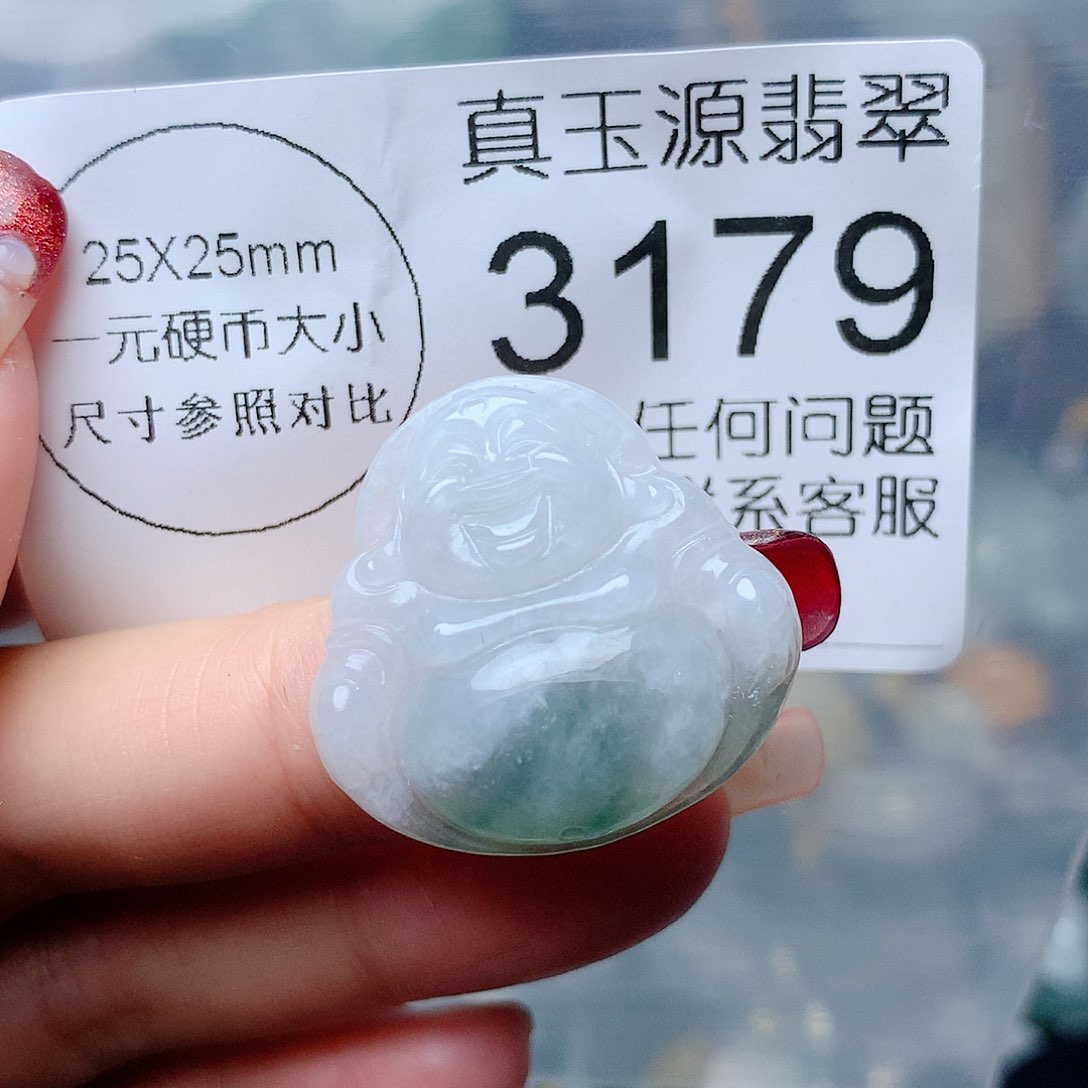 真玉源翡翠
3179
25X25mm
一元硬币大小
尺寸参照对比
任何问题
系客服